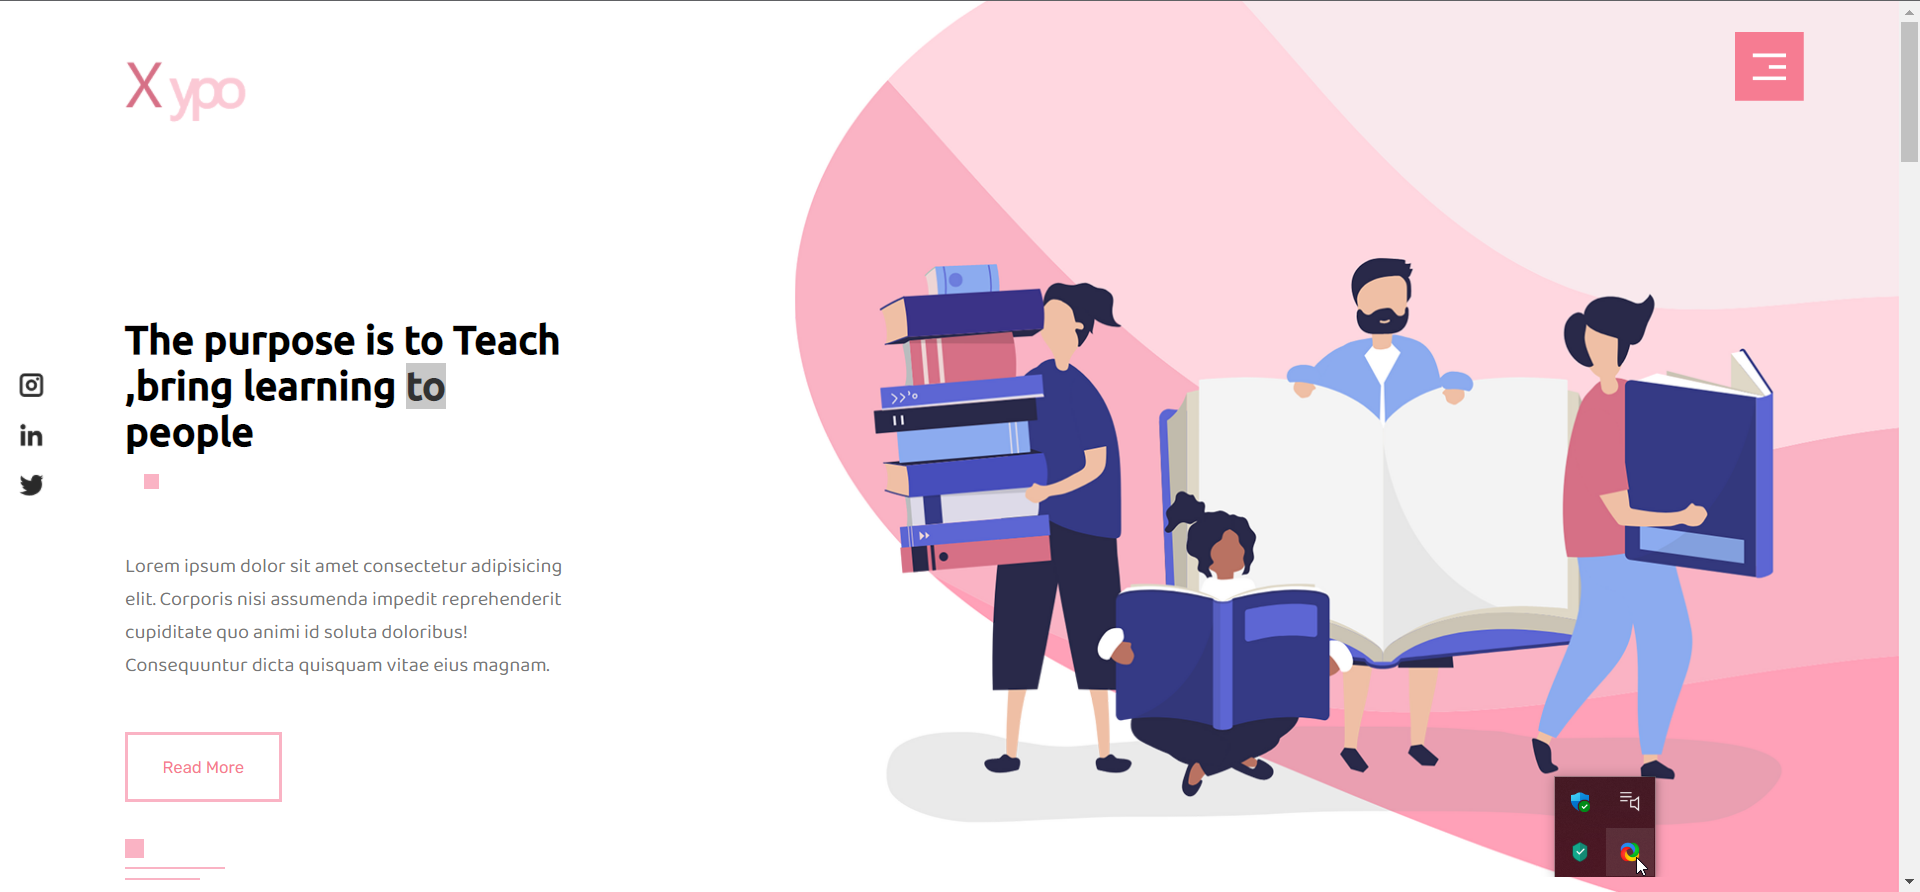 X ypo
The purpose is to Teach
,bring learning to
people
Lorem ipsum dolor sit amet consectetur adipisicing
elit. Corporis nisi assumenda impedit reprehenderit
cupiditate quo animi id soluta doloribus!
Consequuntur dicta quisquam vitae eius magnam.
Read More